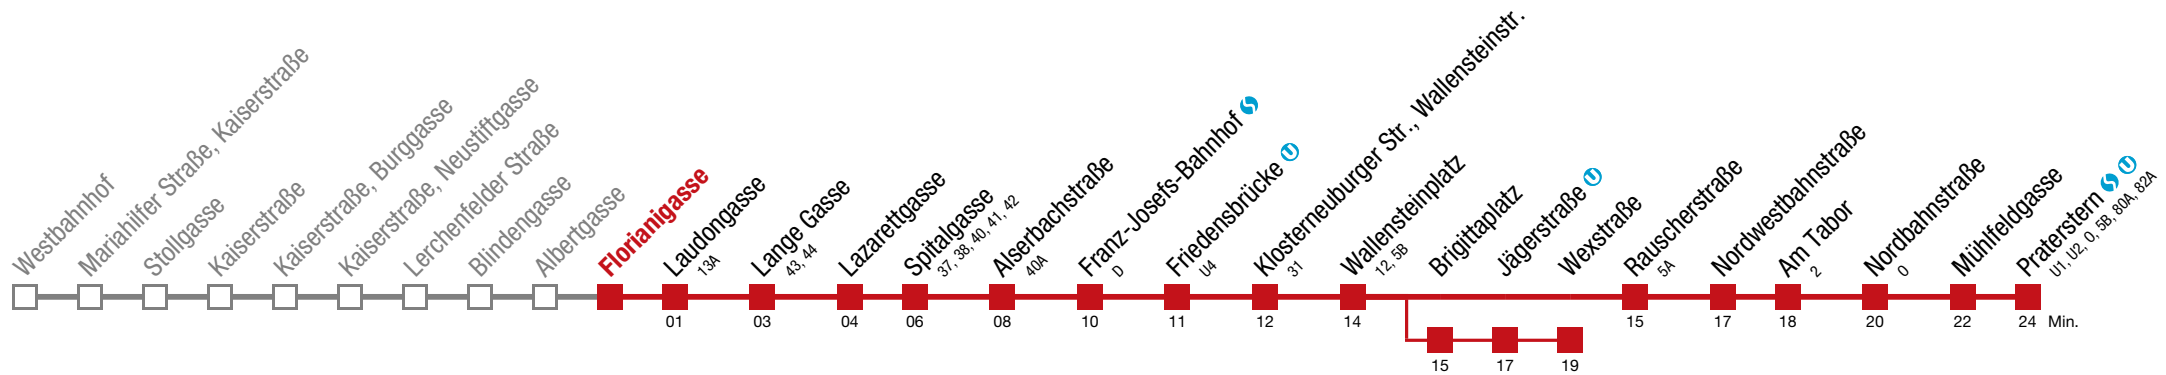 Westbahnhof
Mariahilfer Straße, Kaiserstraße
Stollgasse
Kaiserstraße
Kaiserstraße, Burggasse
Kaiserstraße, Neustiftgasse
Lerchenfelder Straße
Blindengasse
Albertgasse
Florianigasse
Laudongasse
13A
Lange Gasse
43, 44
Lazarettgasse
Spitalgasse
37, 38, 40, 41, 42
Alserbachstraße
40A
Franz-Josefs-Bahnhof S
D
Friedensbrücke U
U4
Klosterneuburger Str., Wallensteinstr.
31
Wallensteinplatz
12, 5B
Brigittaplatz
Jägerstraße U
Wexstraße
Rauscherstraße
5A
Nordwestbahnstraße
Am Tabor
2
Nordbahnstraße
O
Mühlfeldgasse
Praterstern S U
U1, U2, O, 5B, 80A, 82A
01 03 04 06 08 10 11 12 14 15 17 18 20 22 24 Min.
15 17 19